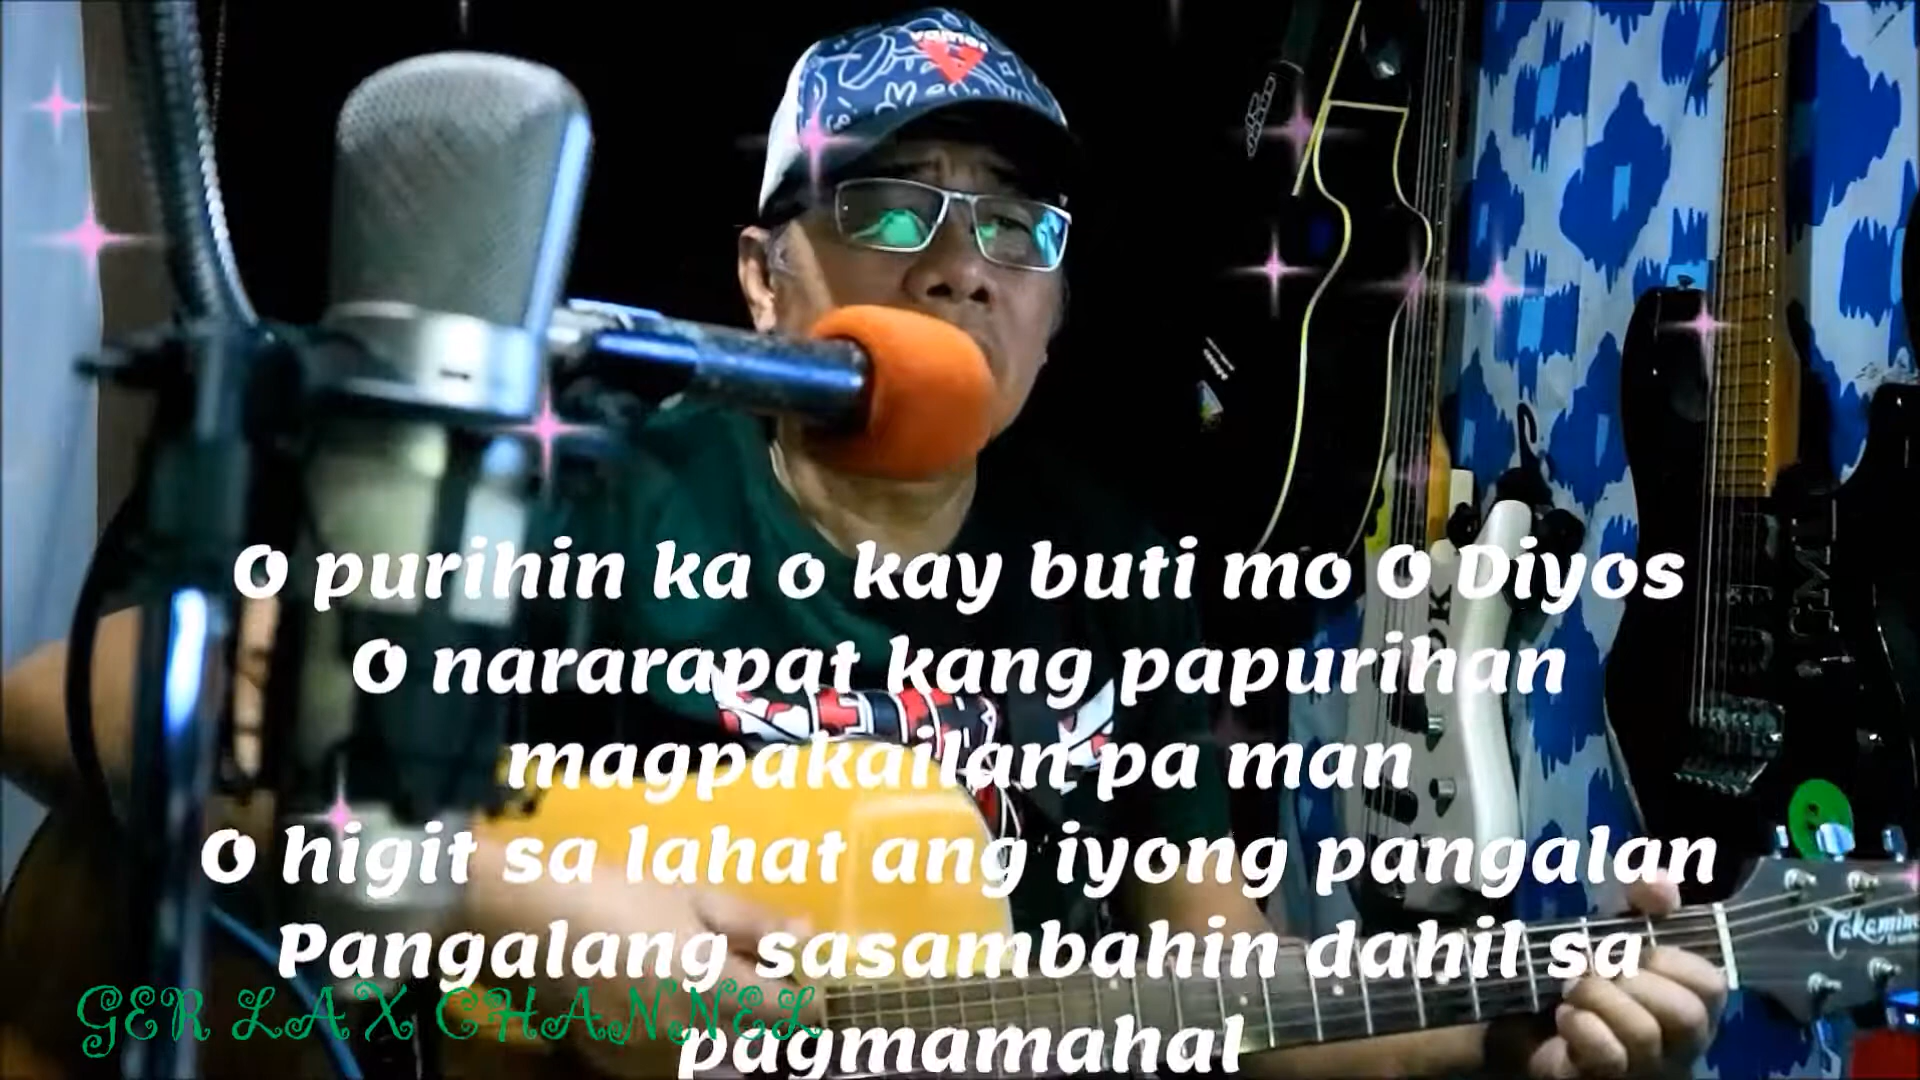 vamos
O purihin ka o kay buti mo O Diyos
O nararapat kang papurihan
magpakailan pa man
O higit sa lahat ang iyong pangalan
Pangalang sasambahin dahil sa
pagmamahal
GER LAX CHANNEL